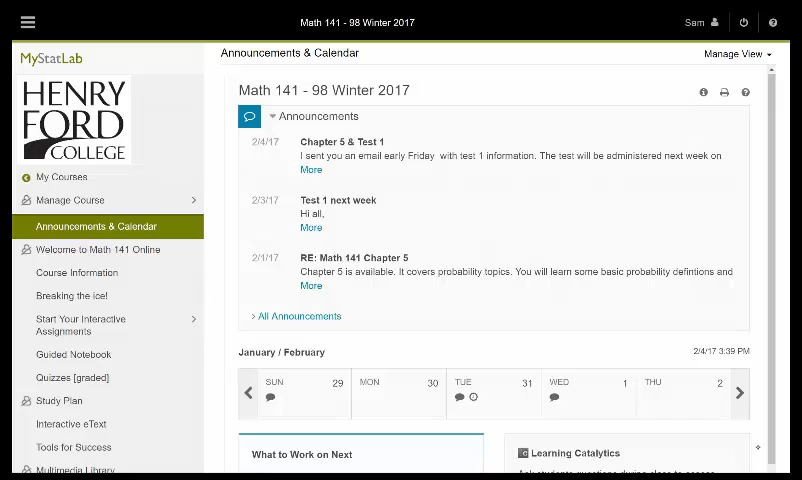 Math 141 - 98 Winter 2017
Sam
MyStatLab
Announcements & Calendar
Manage View
HENRY
FORD
COLLEGE
My Courses
Manage Course
Announcements & Calendar
Welcome to Math 141 Online
Course Information
Breaking the ice!
Start Your Interactive
Assignments
Guided Notebook
Quizzes [graded]
Study Plan
Interactive eText
Tools for Success
Multimedia Library
Math 141 - 98 Winter 2017
Announcements
2/4/17 Chapter 5 & Test 1
I sent you an email early Friday with test 1 information. The test will be administered next week on
More
2/3/17 Test 1 next week
Hi all,
More
2/1/17 RE: Math 141 Chapter 5
Chapter 5 is available. It covers probability topics. You will learn some basic probability defintions and
More
All Announcements
January / February 2/4/17 3:39 PM
SUN 29 MON 30 TUE 31 WED 1 THU 2
What to Work on Next
Learning Catalytics
Ask students questions during class to assess